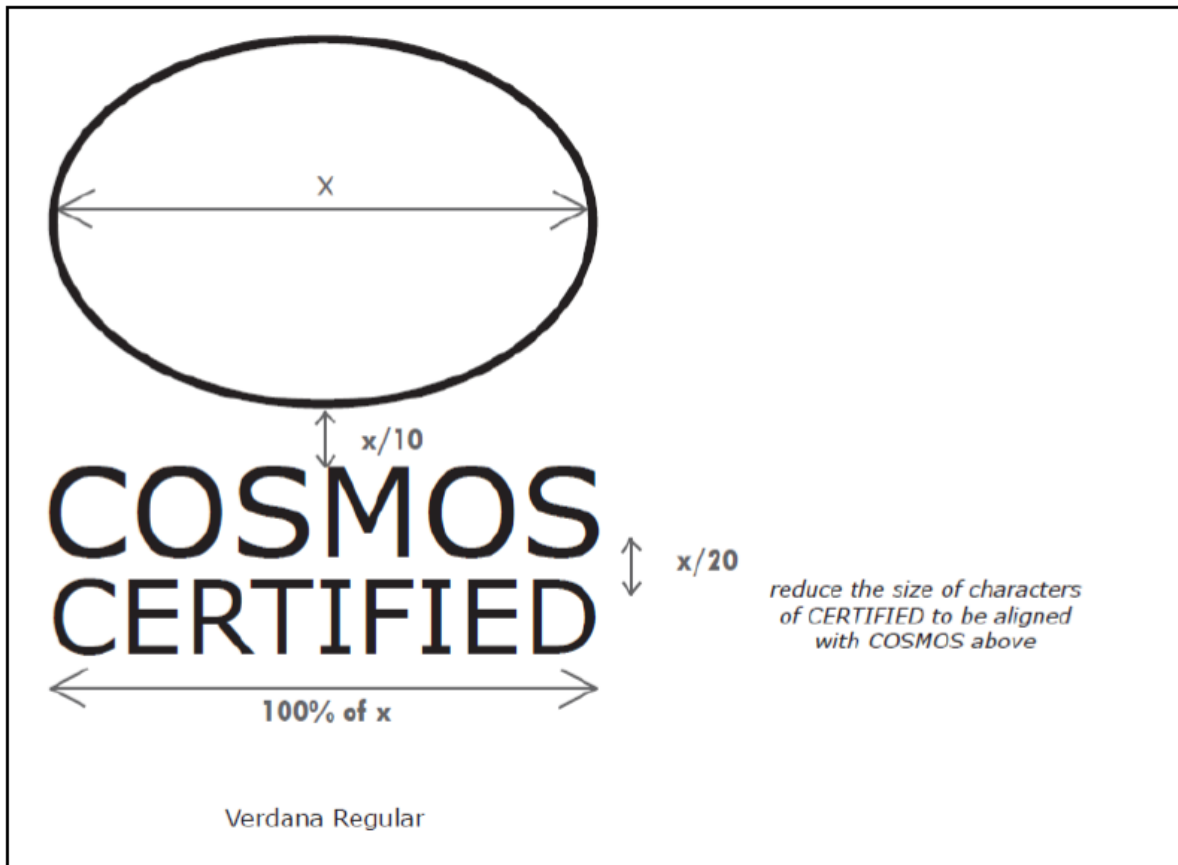 X
x/10
COSMOS
x/20
CERTIFIED
reduce the size of characters
of CERTIFIED to be aligned
with COSMOS above
100% of x
Verdana Regular